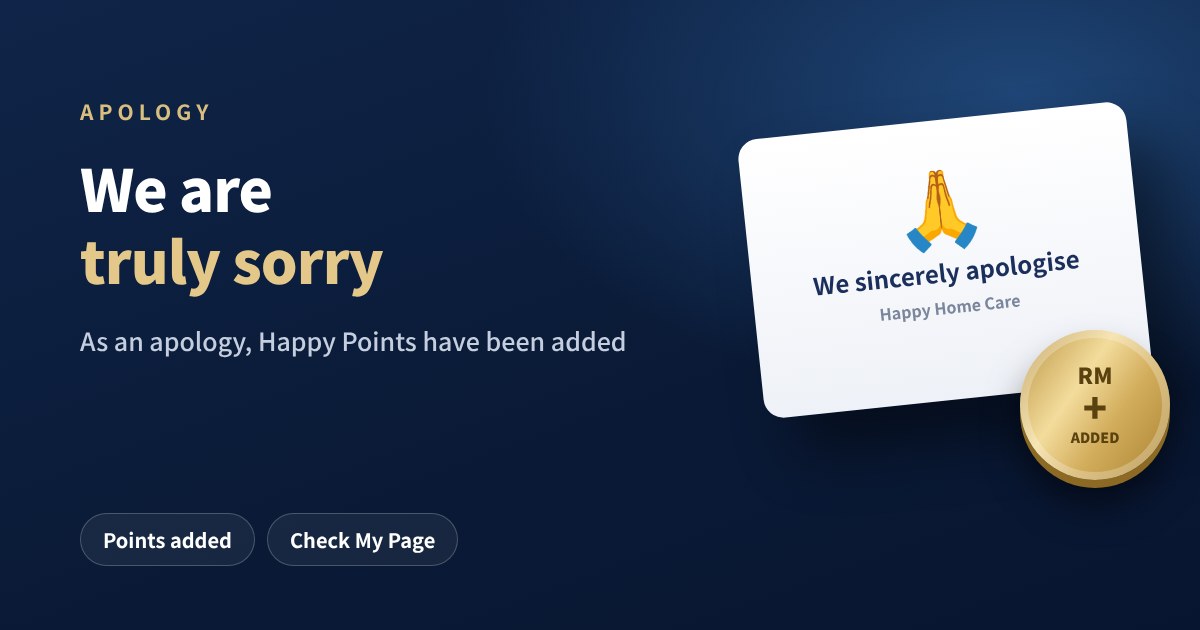 APOLOGY
We are
truly sorry
As an apology, Happy Points have been added
Points added
Check My Page
We sincerely apologise
Happy Home Care
RM
+
ADDED